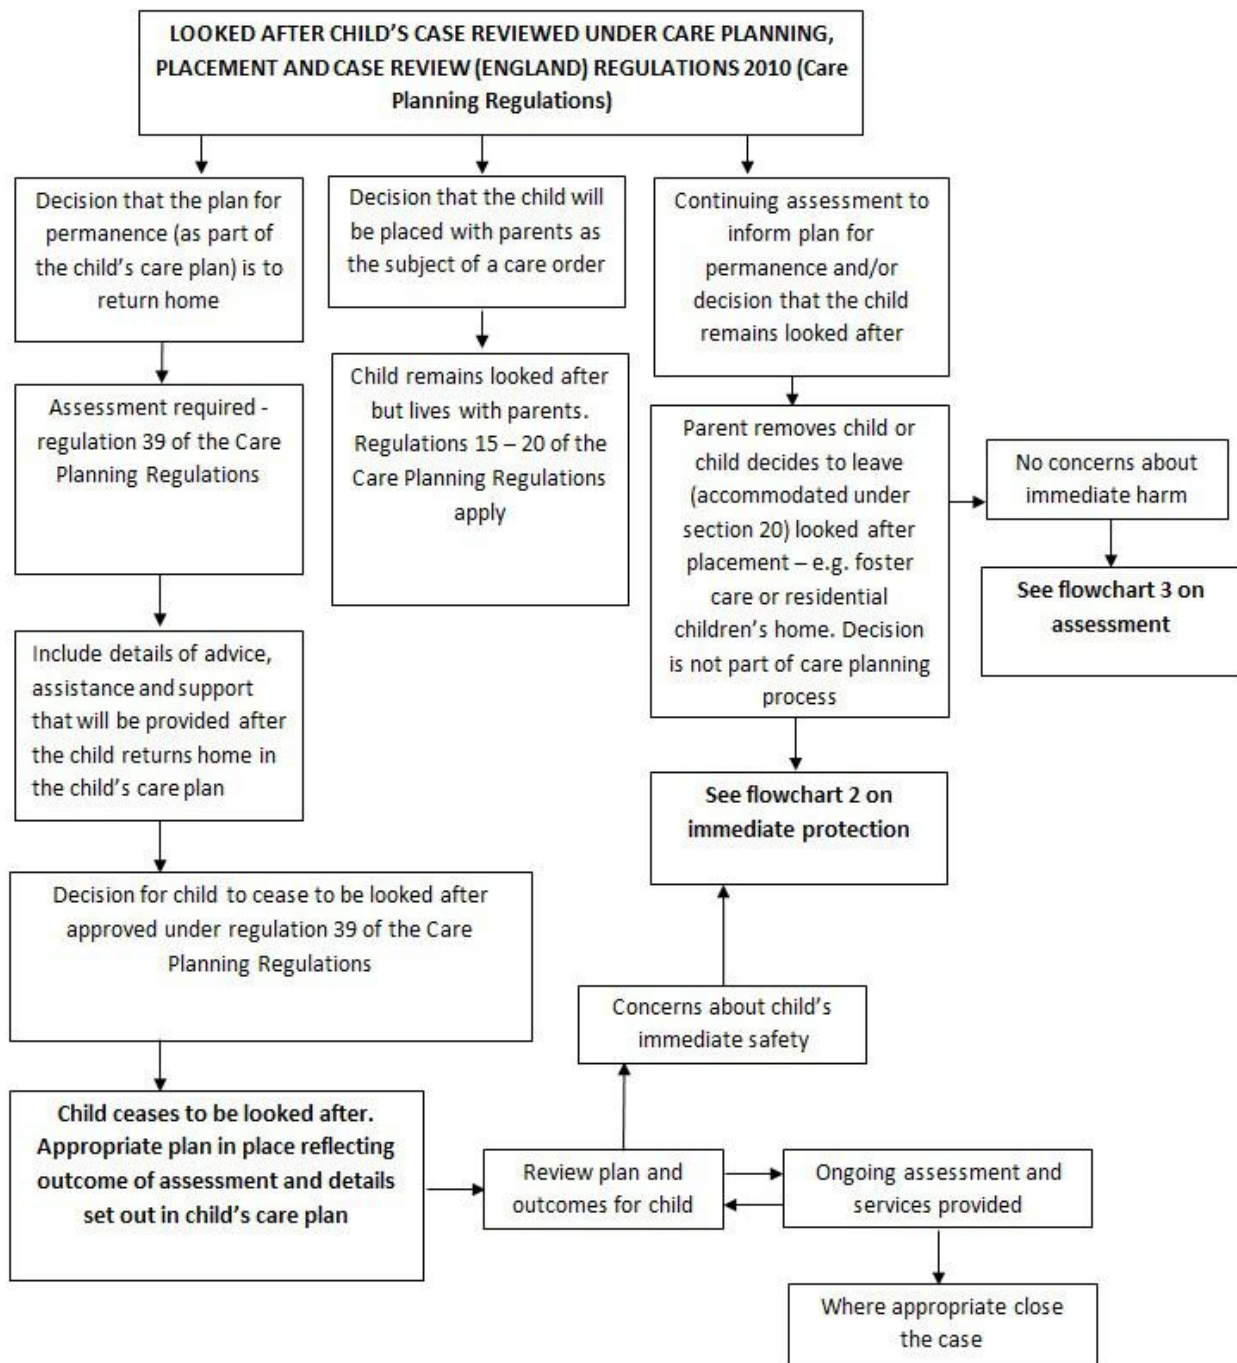 LOOKED AFTER CHILD’S CASE REVIEWED UNDER CARE PLANNING,
PLACEMENT AND CASE REVIEW (ENGLAND) REGULATIONS 2010 (Care
Planning Regulations)
Decision that the plan for
permanence (as part of
the child’s care plan) is to
return home
Decision that the child will
be placed with parents as
the subject of a care order
Continuing assessment to
inform plan for
permanence and/or
decision that the child
remains looked after
Assessment required -
regulation 39 of the Care
Planning Regulations
Child remains looked after
but lives with parents.
Regulations 15 – 20 of the
Care Planning Regulations
apply
Parent removes child or
child decides to leave
(accommodated under
section 20) looked after
placement – e.g. foster
care or residential
children’s home. Decision
is not part of care planning
process
No concerns about
immediate harm
See flowchart 3 on
assessment
Include details of advice,
assistance and support
that will be provided after
the child returns home in
the child’s care plan
See flowchart 2 on
immediate protection
Decision for child to cease to be looked after
approved under regulation 39 of the Care
Planning Regulations
Concerns about child’s
immediate safety
Child ceases to be looked after.
Appropriate plan in place reflecting
outcome of assessment and details
set out in child’s care plan
Review plan and
outcomes for child
Ongoing assessment and
services provided
Where appropriate close
the case